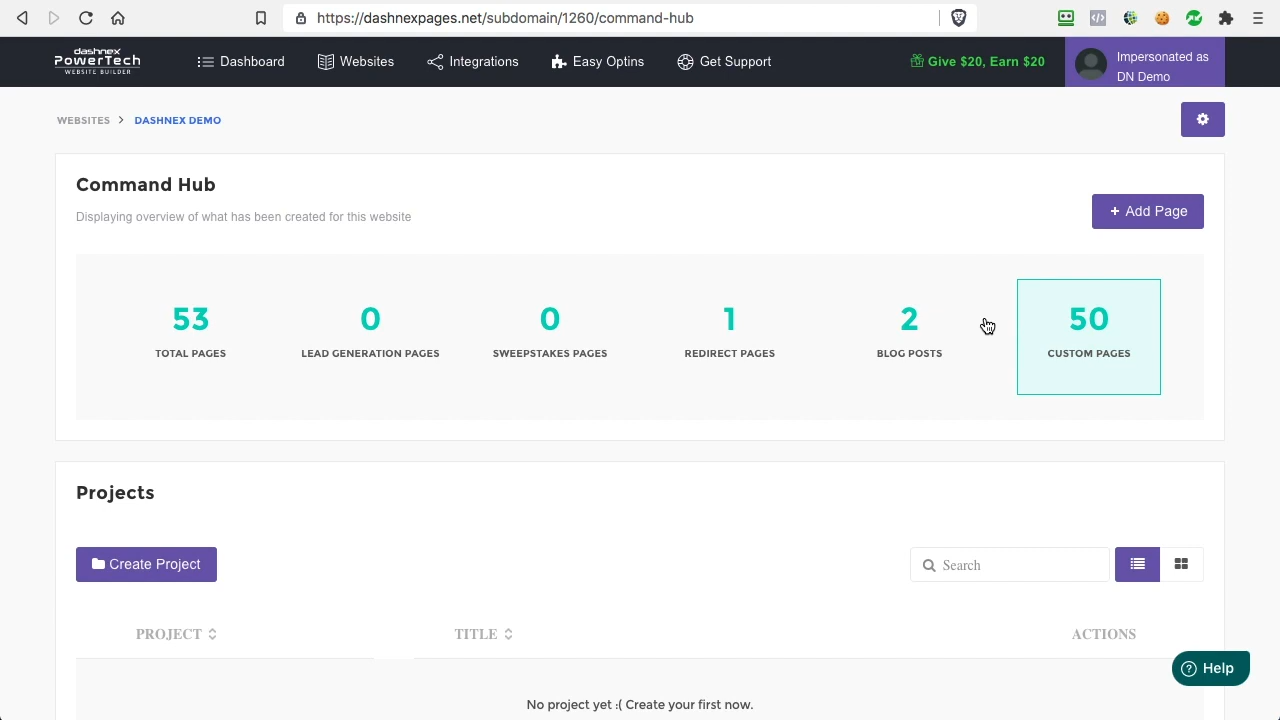 https://dashnexpages.net/subdomain/1260/command-hub
dashnex
PowerTech
WEBSITE BUILDER
Dashboard
Websites
Integrations
Easy Optins
Get Support
Give $20, Earn $20
Impersonated as
DN Demo
WEBSITES > DASHNEX DEMO
Command Hub
Displaying overview of what has been created for this website
+ Add Page
53
TOTAL PAGES
0
LEAD GENERATION PAGES
0
SWEEPSTAKES PAGES
1
REDIRECT PAGES
2
BLOG POSTS
50
CUSTOM PAGES
Projects
Create Project
Search
PROJECT
TITLE
ACTIONS
No project yet :( Create your first now.
? Help